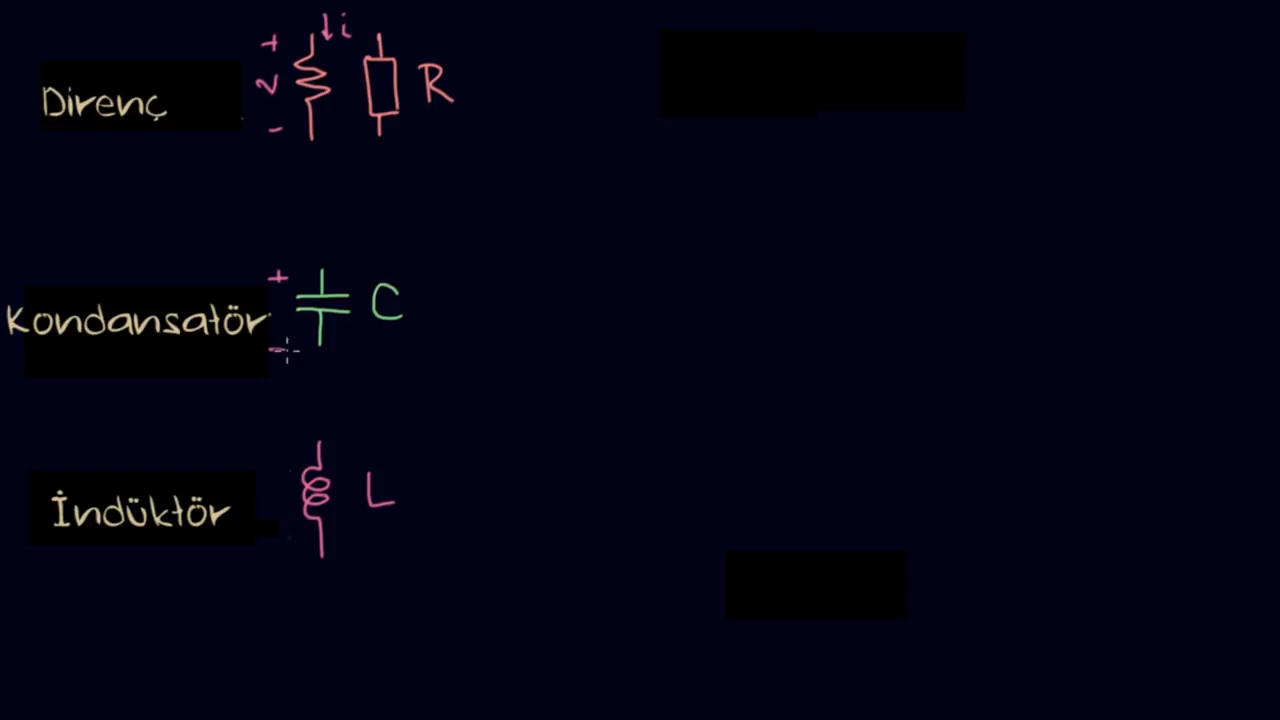 + i
v
-
R
Direnç
+
C
Kondansatör
-
L
İndüktör